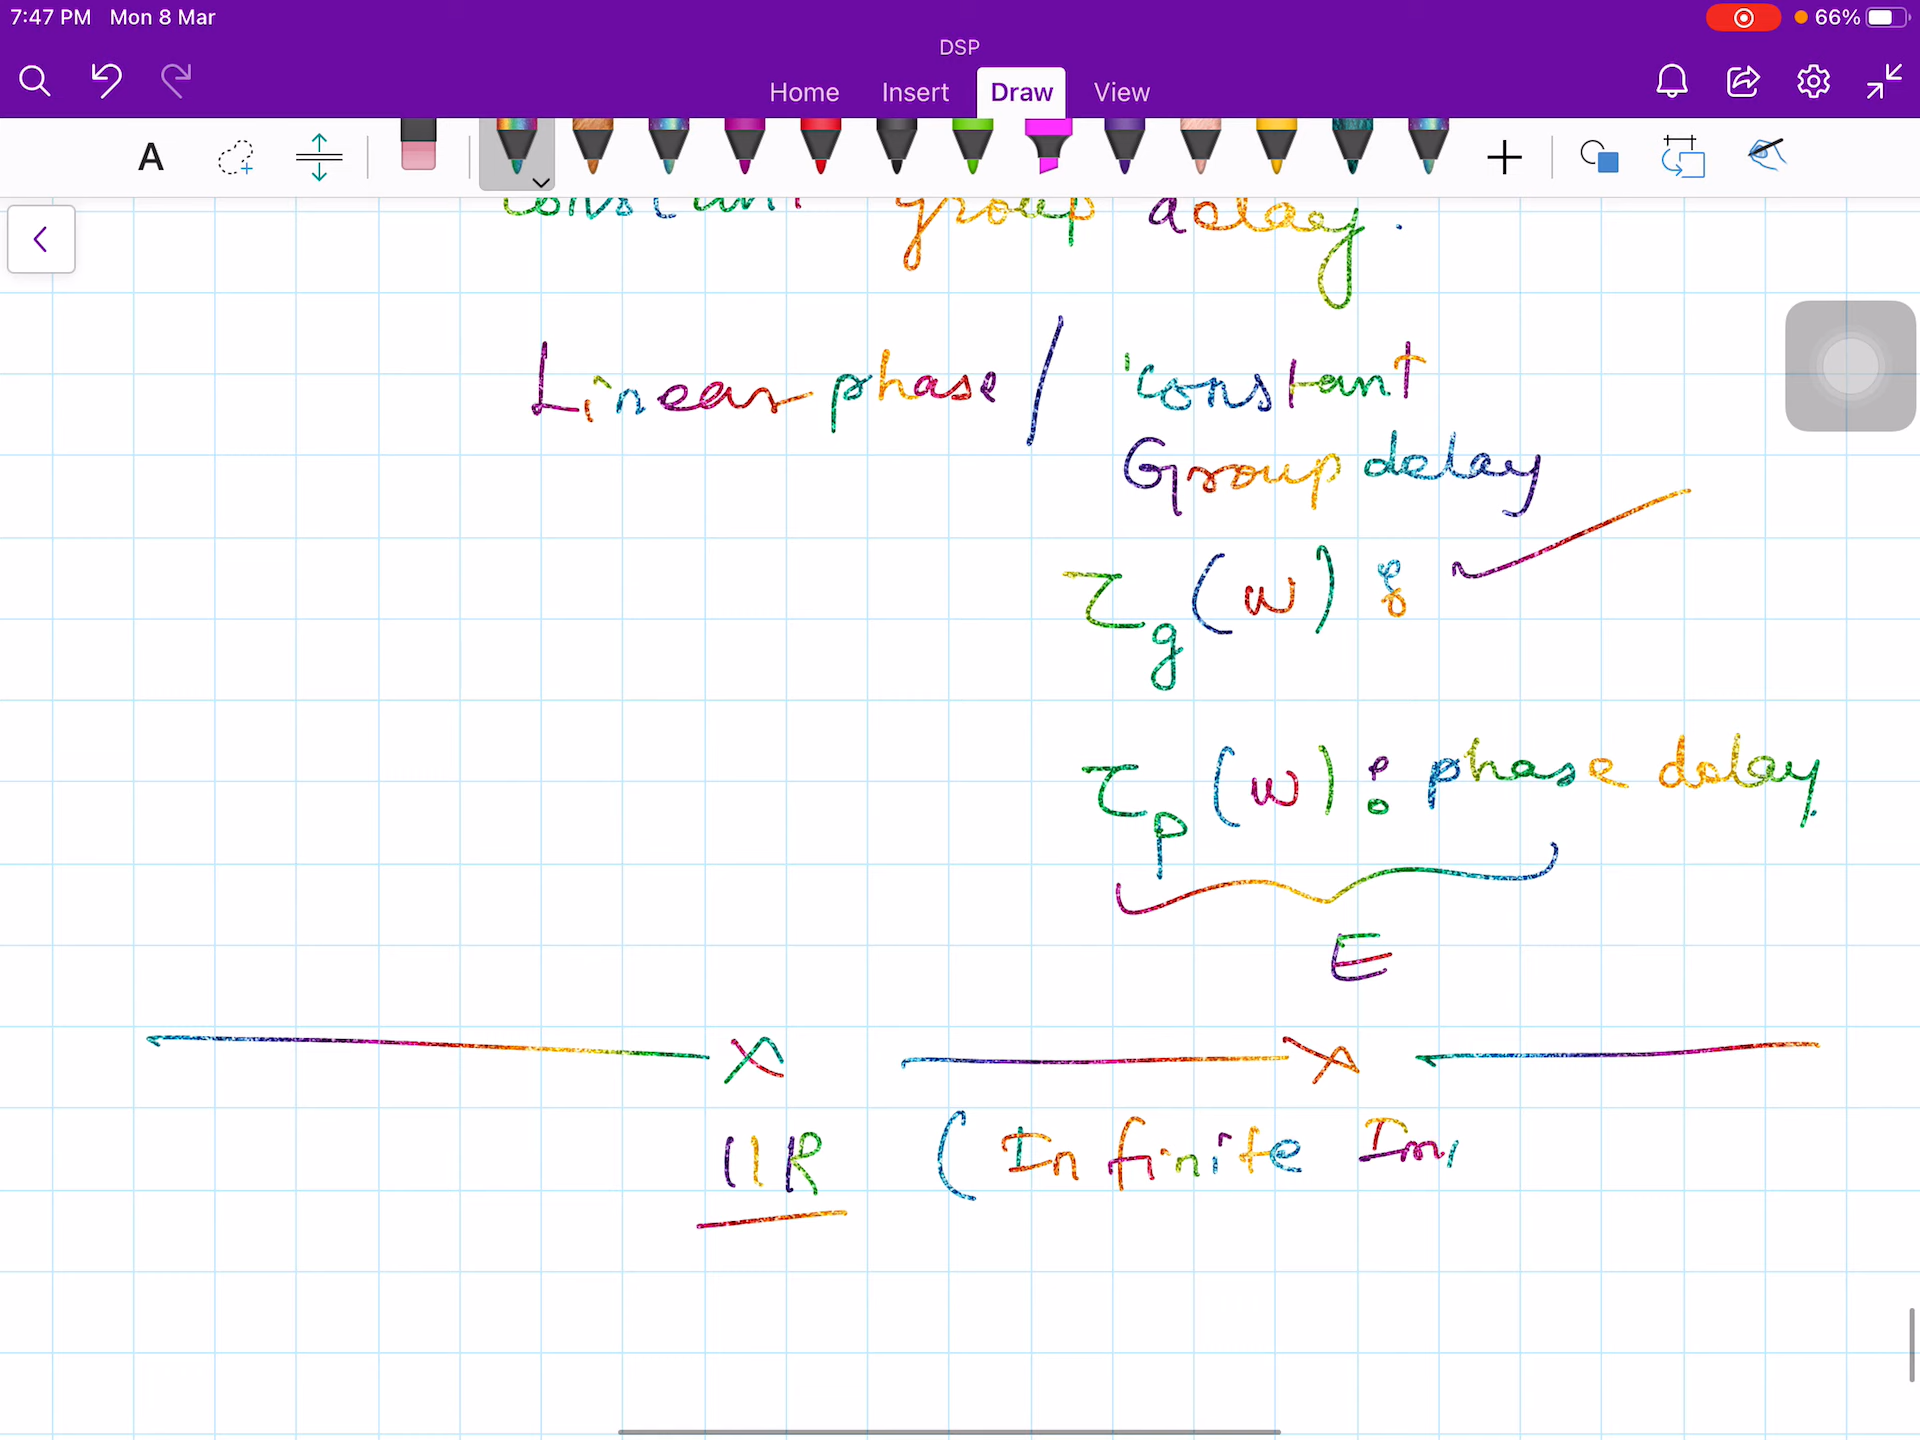 7:47 PM Mon 8 Mar 66%
DSP
Home Insert Draw View
A
constant group delay.
Linear phase / constant
Group delay
τg (w) :
τp (w) : phase delay
E
IIR ( Infinite Im